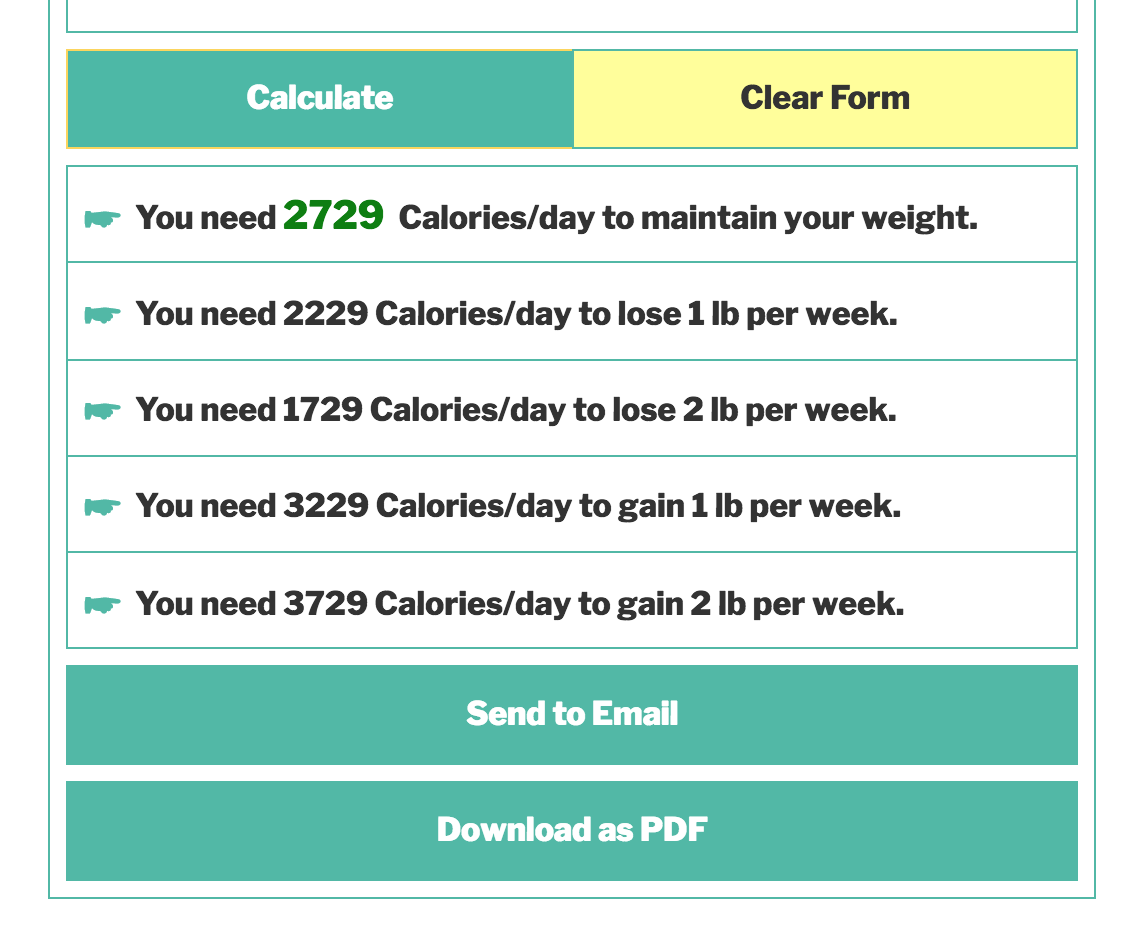 Calculate
Clear Form
You need 2729 Calories/day to maintain your weight.
You need 2229 Calories/day to lose 1 lb per week.
You need 1729 Calories/day to lose 2 lb per week.
You need 3229 Calories/day to gain 1 lb per week.
You need 3729 Calories/day to gain 2 lb per week.
Send to Email
Download as PDF